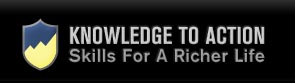 KNOWLEDGE TO ACTION
Skills For A Richer Life